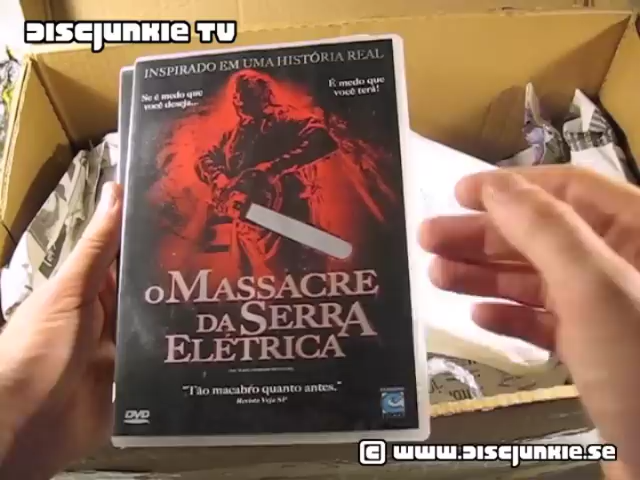 DISCJUNKIE TV
INSPIRADO EM UMA HISTÓRIA REAL
Se é medo que
você deseja...
É medo que
você terá!
O MASSACRE
DA SERRA
ELÉTRICA
"Tão macabro quanto antes."
Revista Veja SP
DVD
© www.DISCJUNKIE.SE